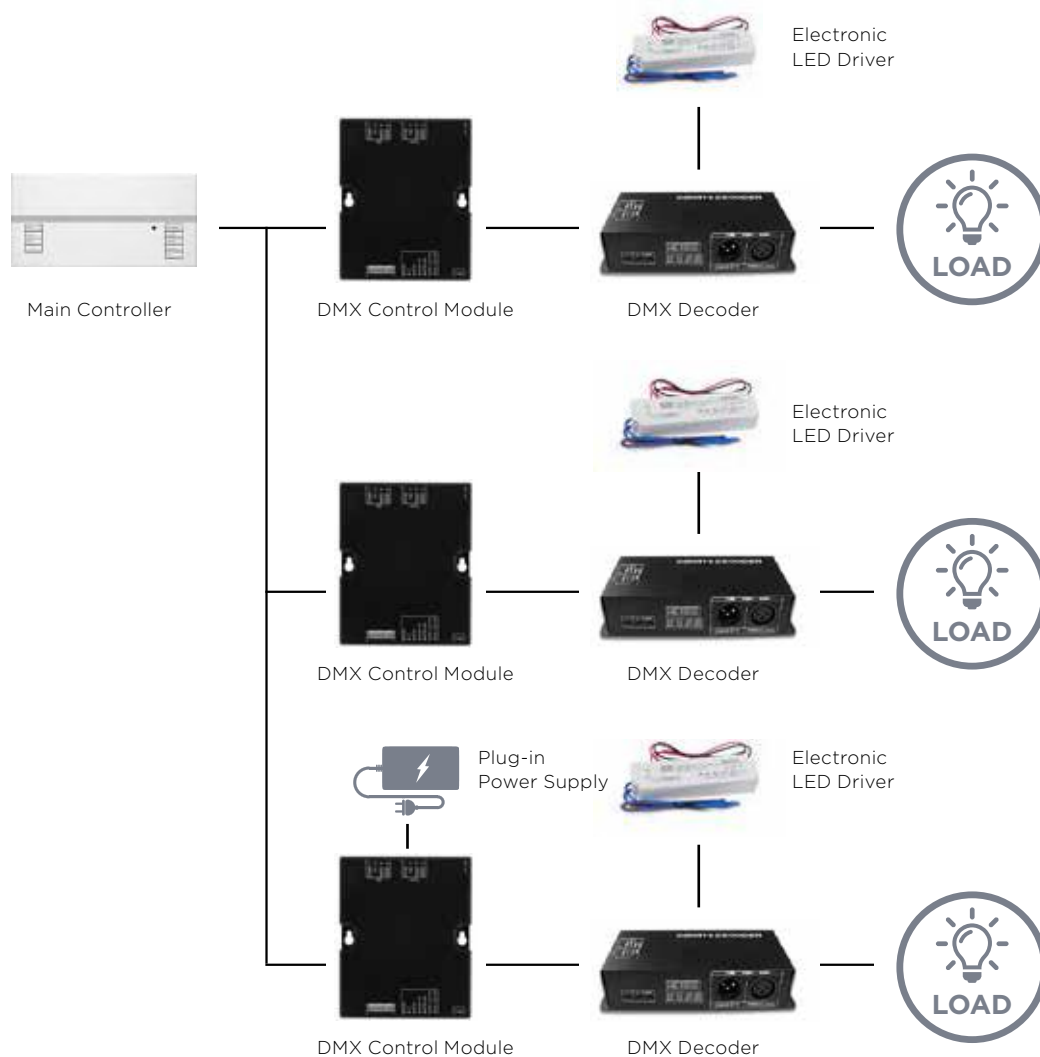 Electronic
LED Driver
LOAD
Main Controller
DMX Control Module
DMX Decoder
Electronic
LED Driver
LOAD
DMX Control Module
DMX Decoder
Plug-in
Power Supply
Electronic
LED Driver
LOAD
DMX Control Module
DMX Decoder